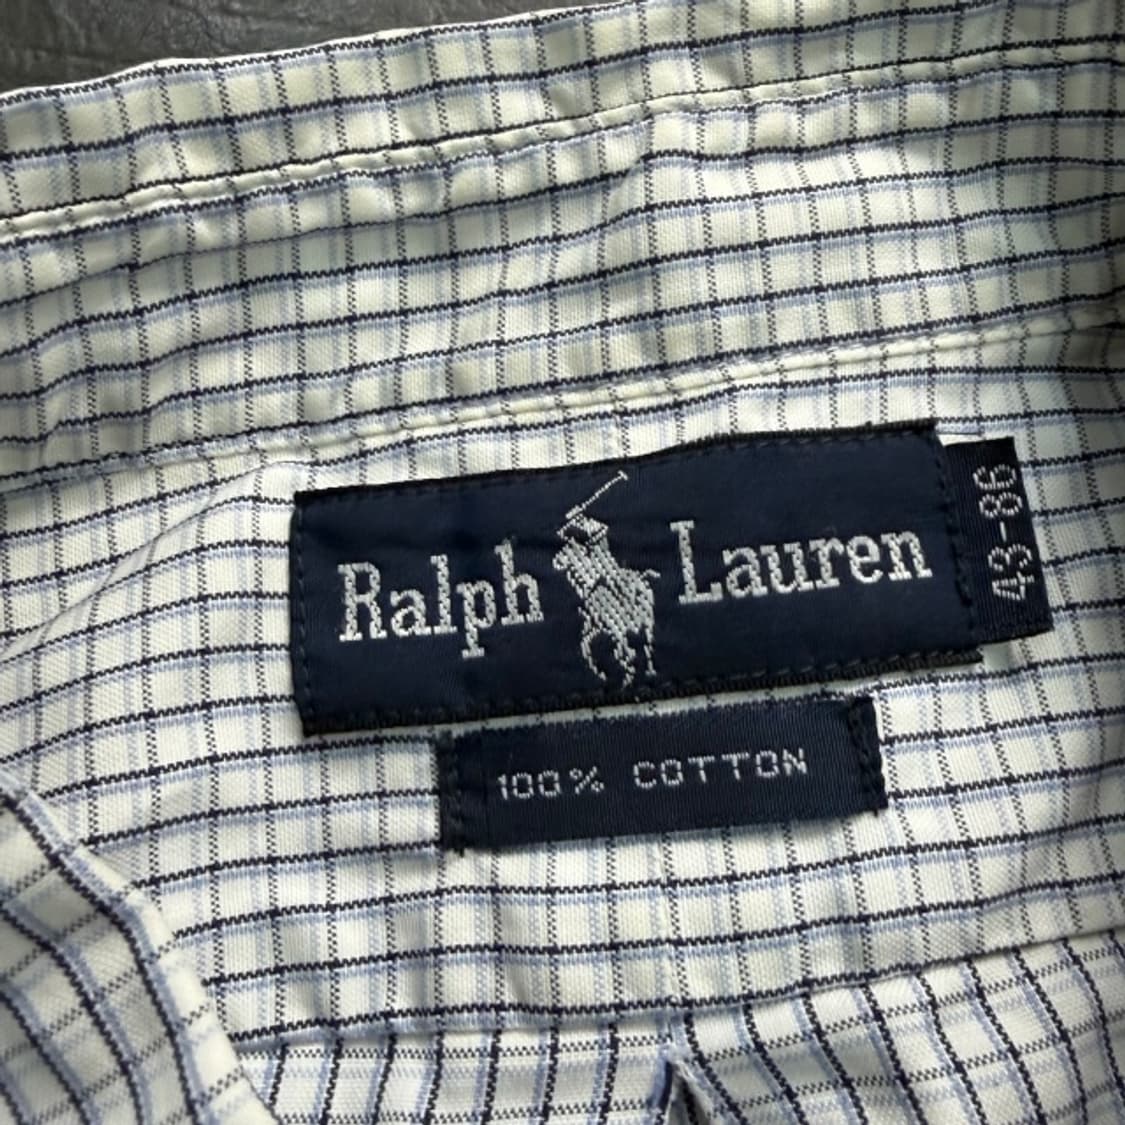 Ralph Lauren
43-86
100% COTTON